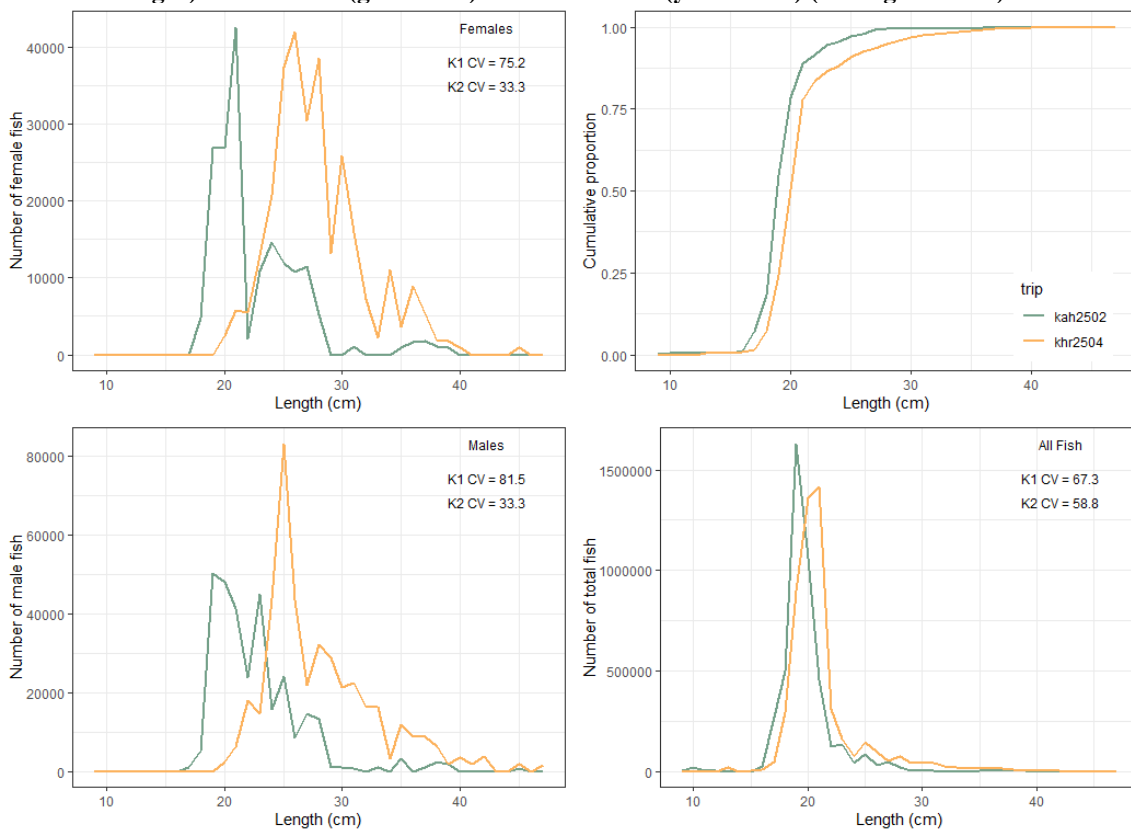 Females
K1 CV = 75.2
K2 CV = 33.3
40000
30000
20000
10000
0
Number of female fish
10 20 30 40
Length (cm)
1.00
0.75
0.50
0.25
0.00
Cumulative proportion
trip
kah2502
khr2504
10 20 30 40
Length (cm)
Males
K1 CV = 81.5
K2 CV = 33.3
80000
60000
40000
20000
0
Number of male fish
10 20 30 40
Length (cm)
All Fish
K1 CV = 67.3
K2 CV = 58.8
1500000
1000000
500000
0
Number of total fish
10 20 30 40
Length (cm)